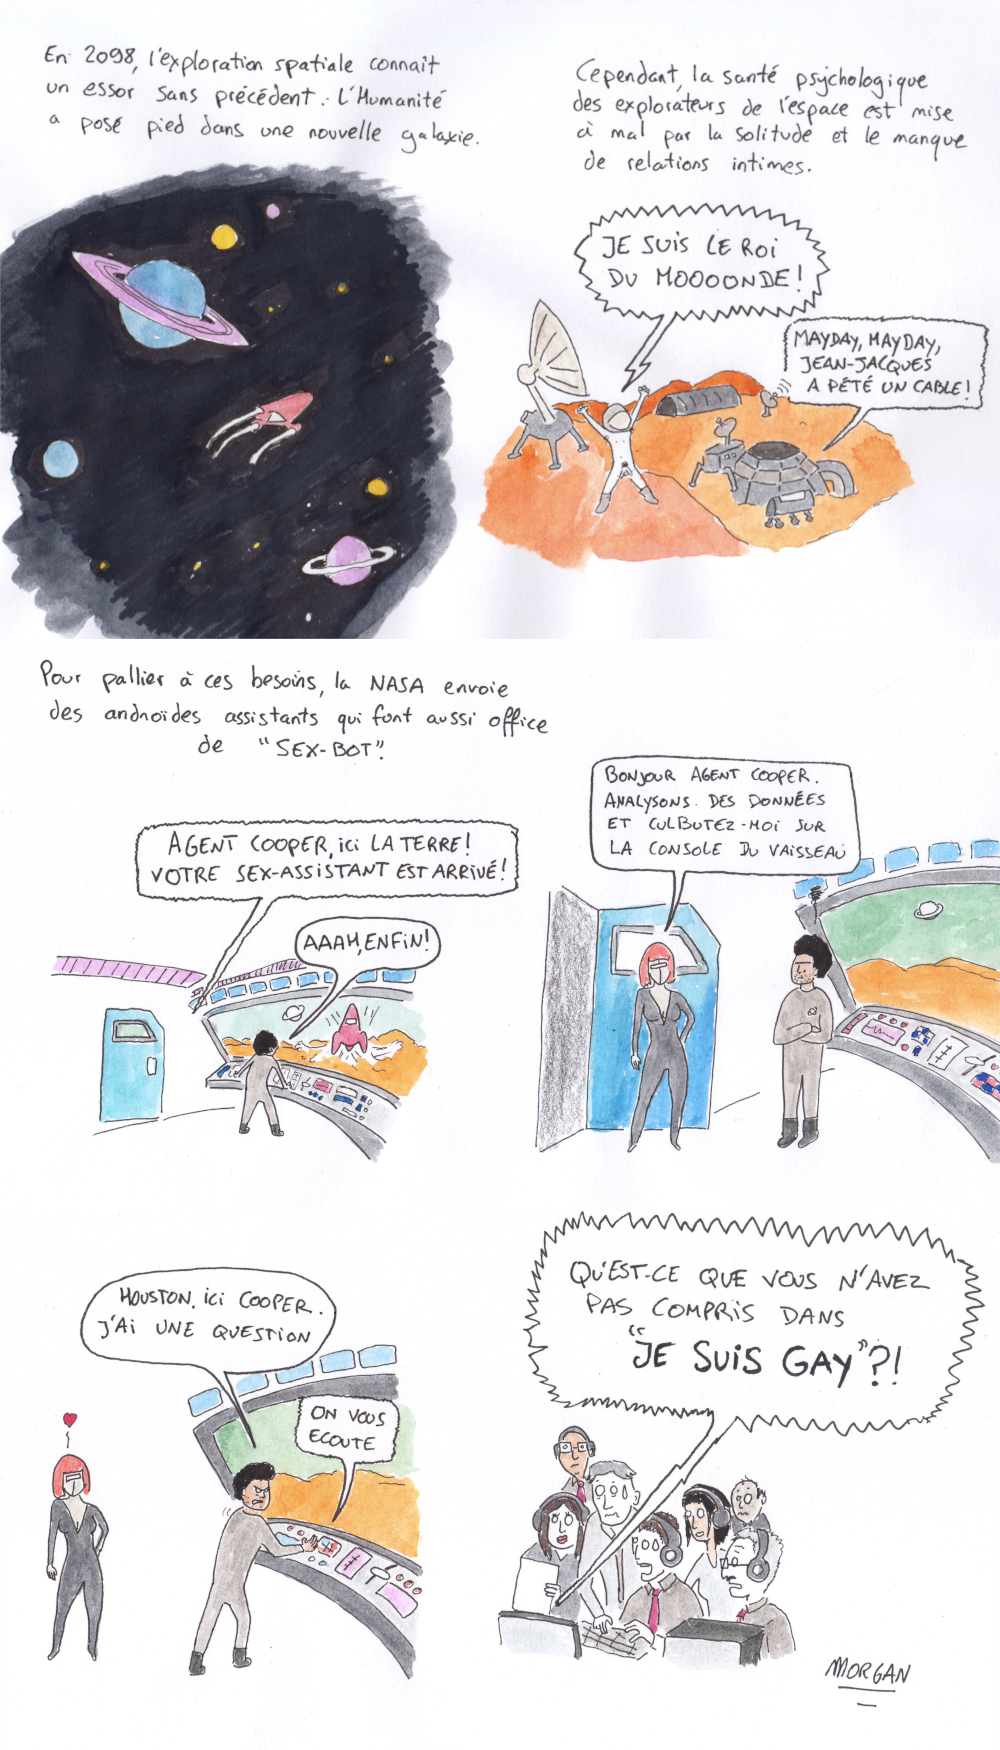 En 2098, l'exploration spatiale connaît
un essor sans précédent. L'Humanité
a posé pied dans une nouvelle galaxie.
Cependant, la santé psychologique
des explorateurs de l'espace est mise
à mal par la solitude et le manque
de relations intimes.
JE SUIS LE ROI
DU MOOOONDE!
MAYDAY, MAYDAY,
JEAN-JACQUES
A PÉTÉ UN CABLE!
Pour pallier à ces besoins, la NASA envoie
des androïdes assistants qui font aussi office
de "SEX-BOT".
AGENT COOPER, ici LA TERRE!
VOTRE SEX-ASSISTANT EST ARRIVÉ!
AAAH, ENFiN!
BONJOUR AGENT COOPER.
ANALYSONS DES DONNÉES
ET CULBUTEZ-MOI SUR
LA CONSOLE DU VAISSEAU
HOUSTON, ici COOPER.
J'Ai UNE QUESTION
ON VOUS
ECOUTE
QU'EST-CE QUE VOUS N'AVEZ
PAS COMPRIS DANS
"JE SUiS GAY"?!
MORGAN